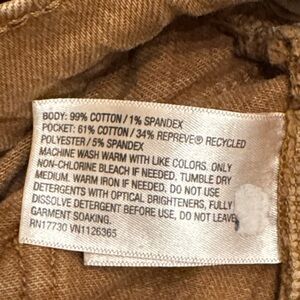 BODY: 99% COTTON / 1% SPANDEX
POCKET: 61% COTTON / 34% REPREVE® RECYCLED
POLYESTER / 5% SPANDEX
MACHINE WASH WARM WITH LIKE COLORS. ONLY
NON-CHLORINE BLEACH IF NEEDED. TUMBLE DRY
MEDIUM. WARM IRON IF NEEDED. DO NOT USE
DETERGENTS WITH OPTICAL BRIGHTENERS, FULLY
DISSOLVE DETERGENT BEFORE USE, DO NOT LEAVE
GARMENT SOAKING.
RN17730 VN1126365